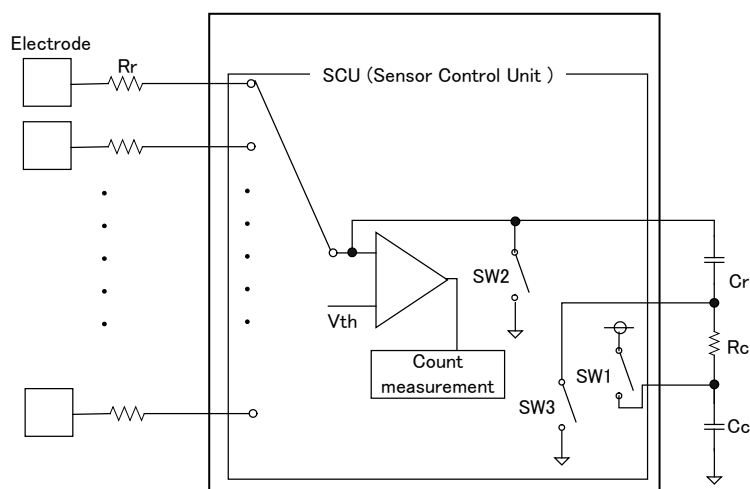 Electrode
Rr
SCU (Sensor Control Unit )
SW2
Cr
Vth
Rc
Count
measurement
SW1
SW3
Cc